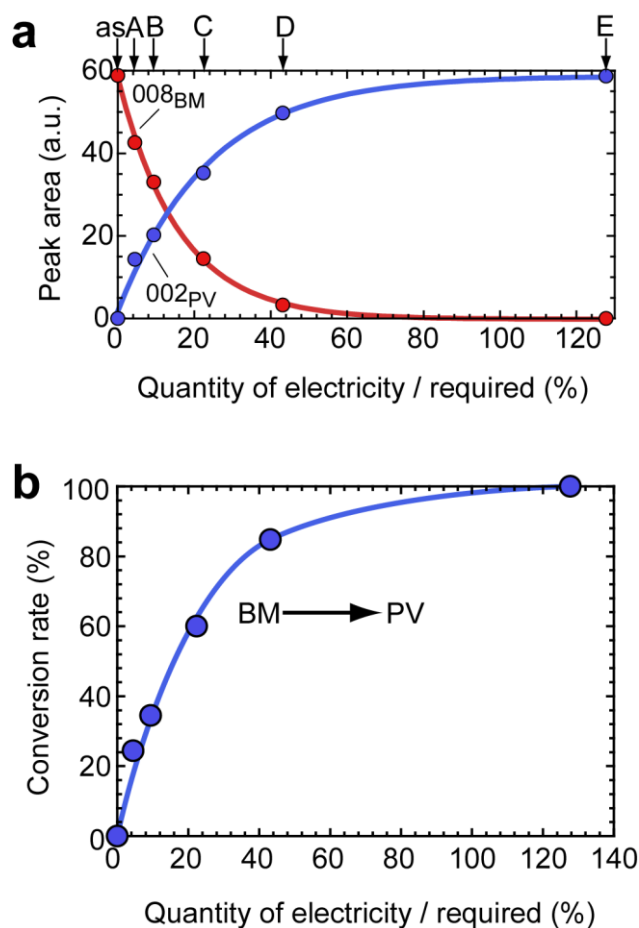 a
as A B C D E
60
40
20
0
008BM
002PV
Peak area (a.u.)
0 20 40 60 80 100 120
Quantity of electricity / required (%)
b
100
80
60
40
20
0
BM PV
Conversion rate (%)
0 20 40 60 80 100 120 140
Quantity of electricity / required (%)